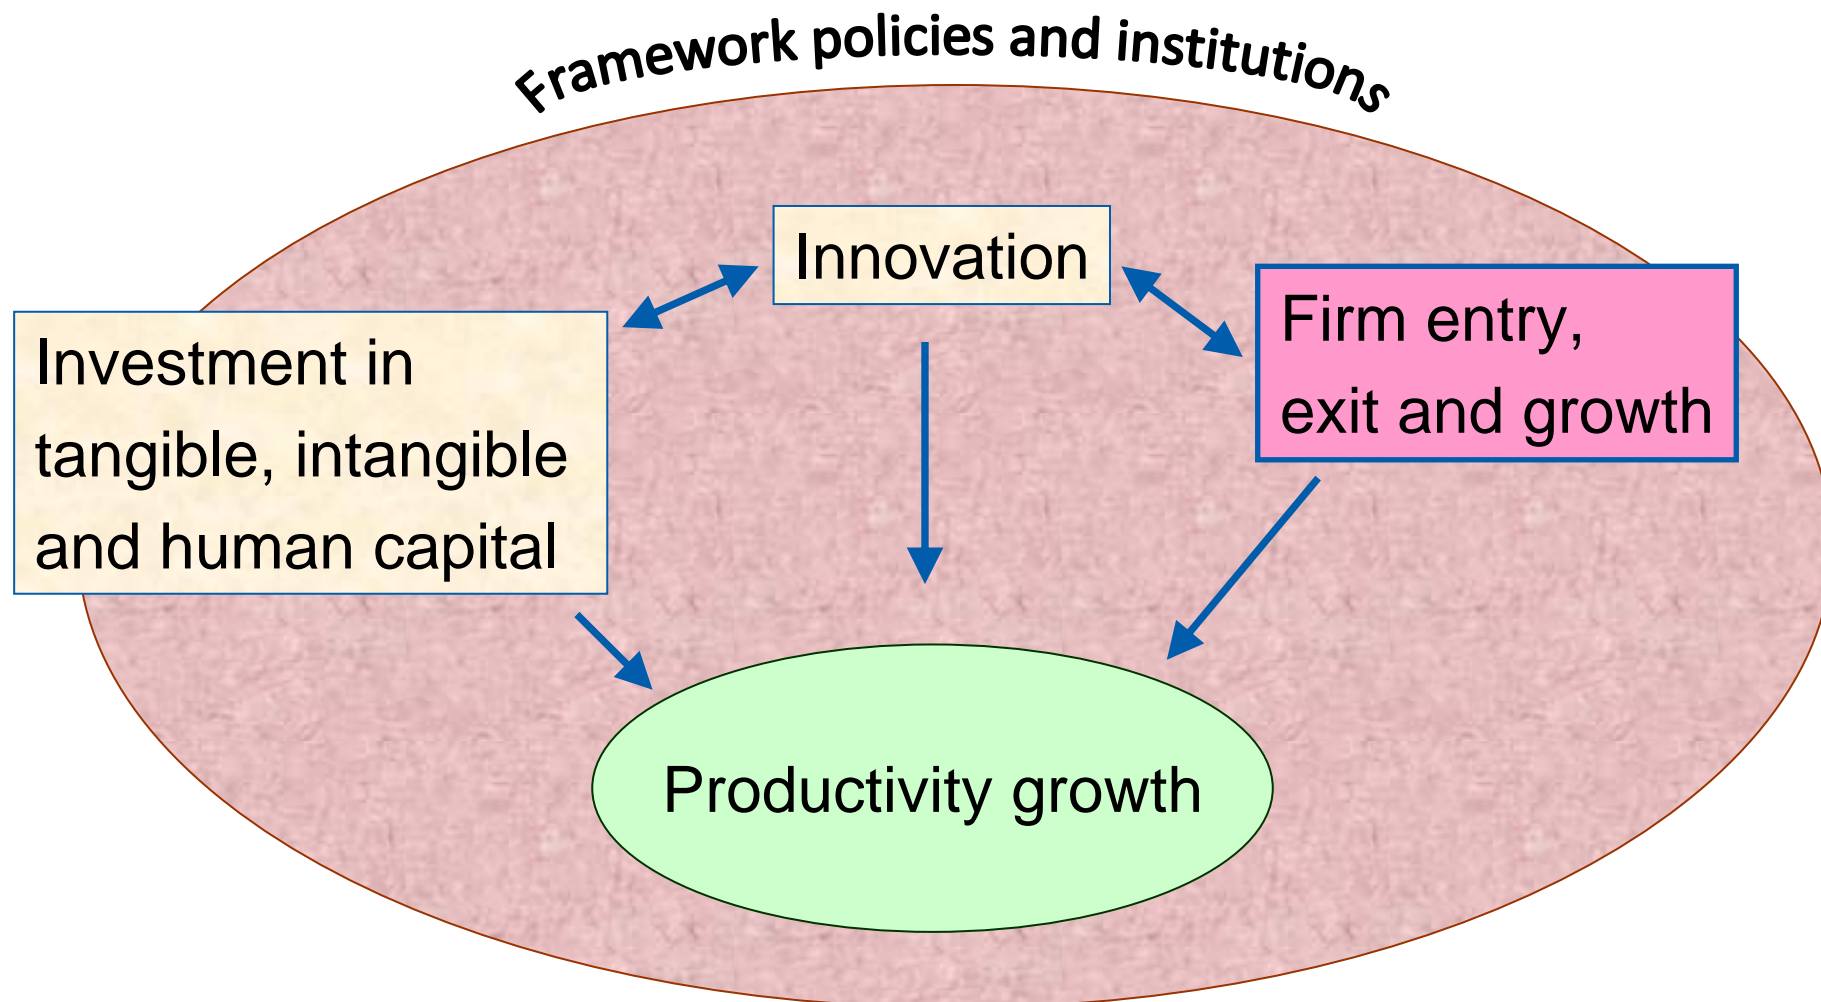 Framework policies and institutions
Innovation
Firm entry,
exit and growth
Investment in
tangible, intangible
and human capital
Productivity growth